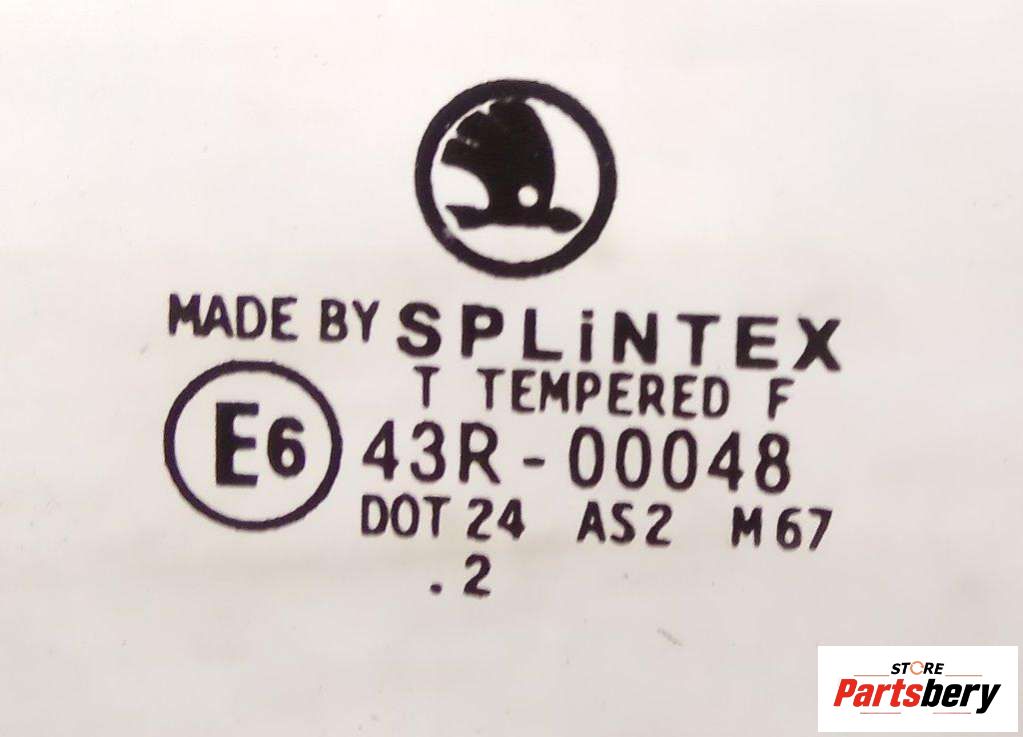 MADE BY SPLiNTEX
T TEMPERED F
E6 43R-00048
DOT 24 AS2 M67
.2
STORE
Partsbery